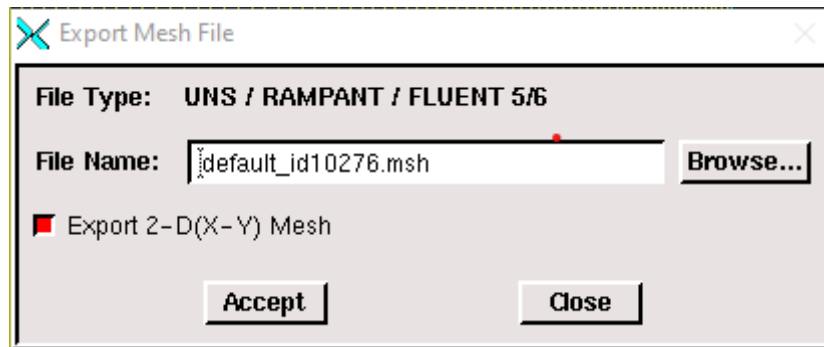 Export Mesh File
File Type: UNS / RAMPANT / FLUENT 5/6
File Name: default_id10276.msh Browse...
Export 2-D(X-Y) Mesh
Accept Close